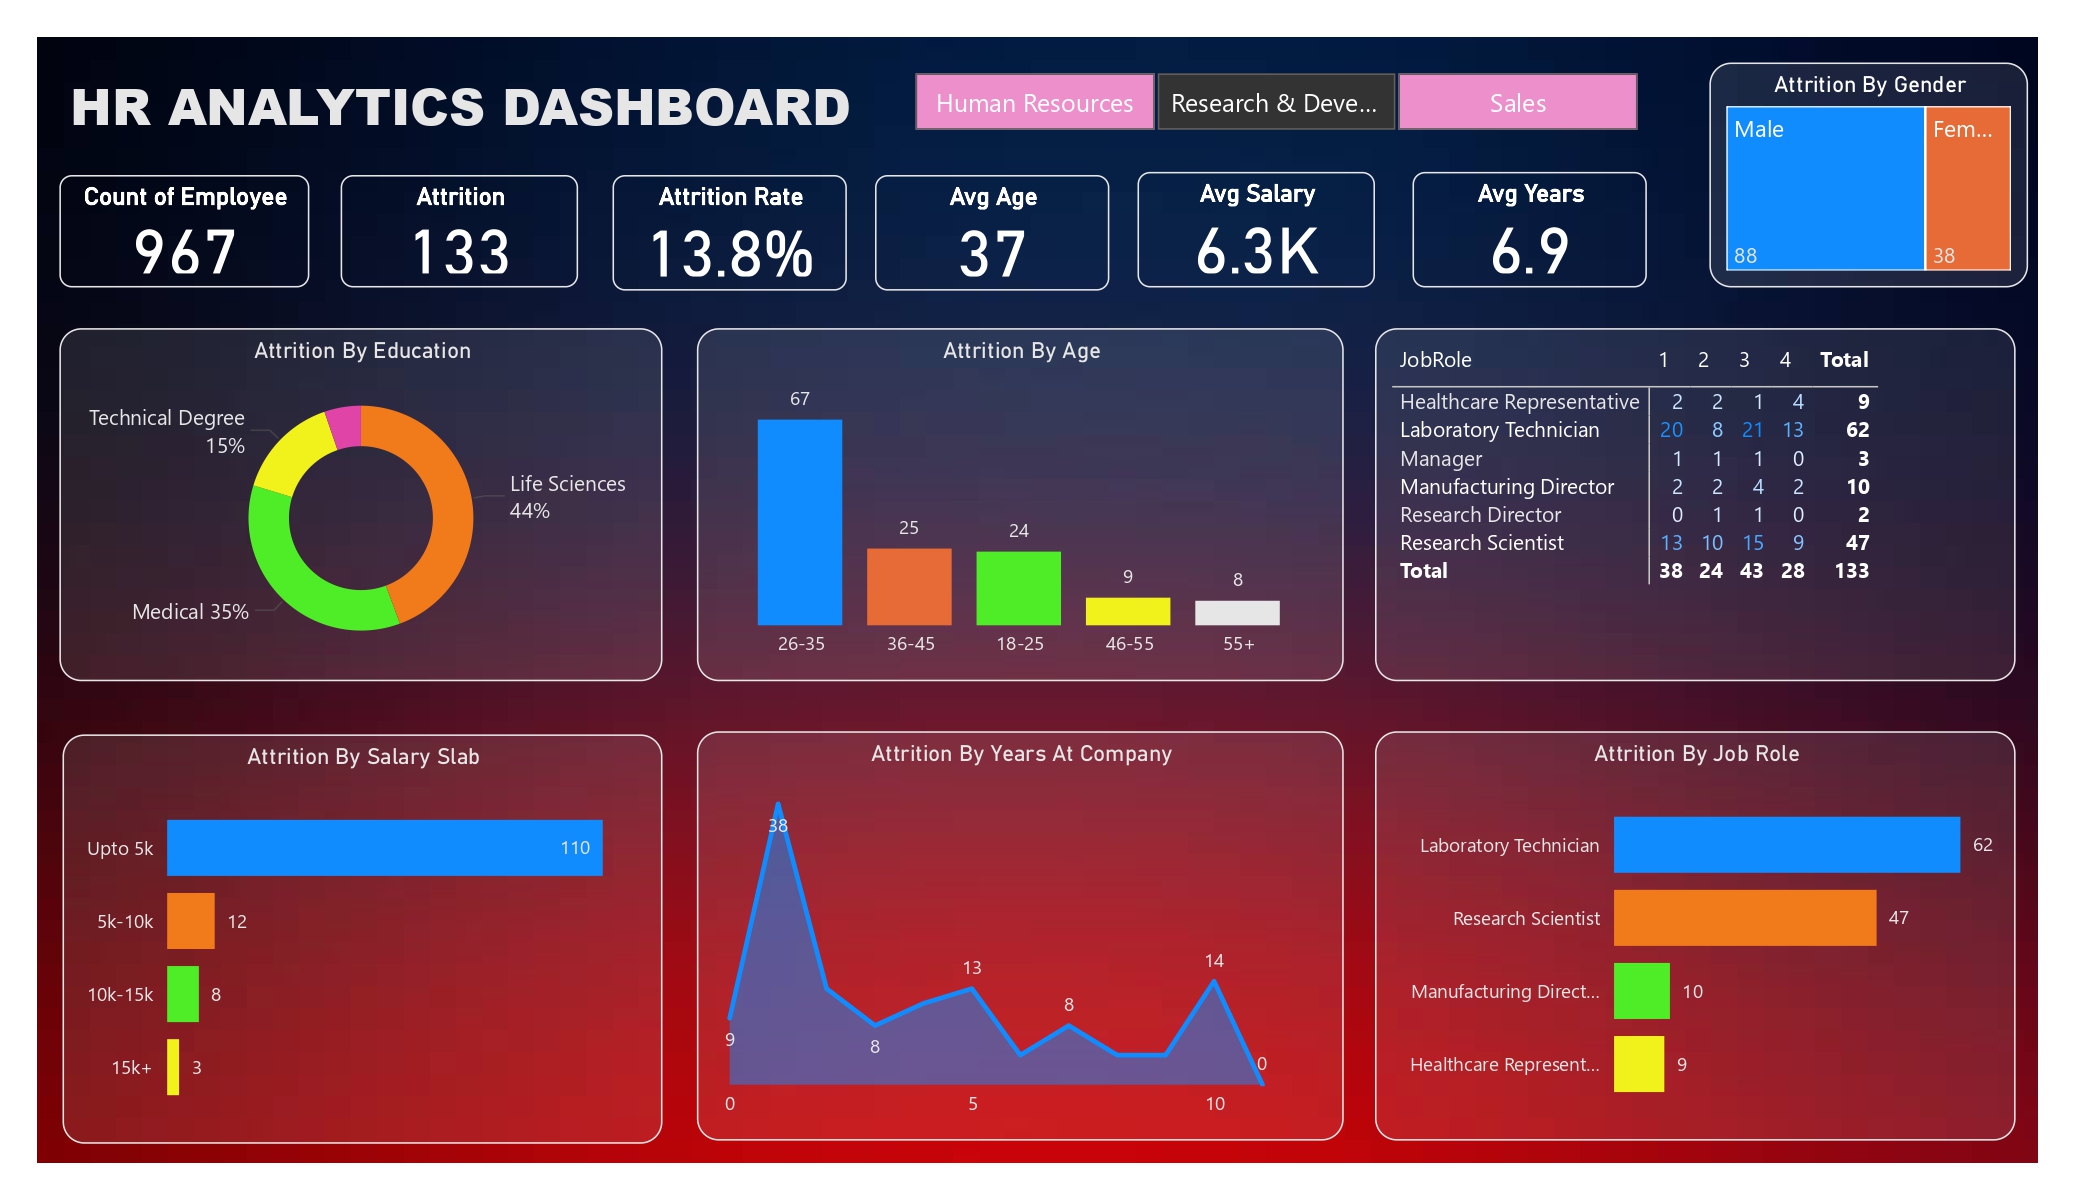 HR ANALYTICS DASHBOARD
Human Resources
Research & Deve...
Sales
Attrition By Gender
Male
Fem...
88
38
Count of Employee
967
Attrition
133
Attrition Rate
13.8%
Avg Age
37
Avg Salary
6.3K
Avg Years
6.9
Attrition By Education
Technical Degree
15%
Life Sciences
44%
Medical 35%
Attrition By Age
67
25
24
9
8
26-35 36-45 18-25 46-55 55+
JobRole 1 2 3 4 Total
Healthcare Representative 2 2 1 4 9
Laboratory Technician 20 8 21 13 62
Manager 1 1 1 0 3
Manufacturing Director 2 2 4 2 10
Research Director 0 1 1 0 2
Research Scientist 13 10 15 9 47
Total 38 24 43 28 133
Attrition By Salary Slab
Upto 5k 110
5k-10k 12
10k-15k 8
15k+ 3
Attrition By Years At Company
38
14
13
8
9
8
0
0 5 10
Attrition By Job Role
Laboratory Technician 62
Research Scientist 47
Manufacturing Direct... 10
Healthcare Represent... 9